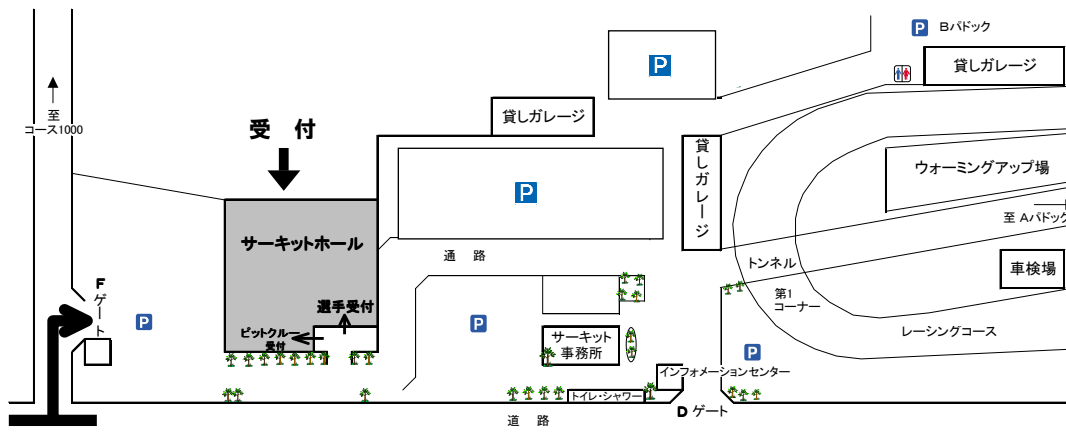 P Bパドック
貸しガレージ
P
至
コース1000
貸しガレージ
受 付
貸しガレージ
ウォーミングアップ場
P
サーキットホール
至 Aパドック
通 路
トンネル
車検場
Fゲート
選手受付
第1
コーナー
P
P
ピットクルー
受付
サーキット
事務所
レーシングコース
P
インフォメーションセンター
トイレ・シャワー
D ゲート
道 路